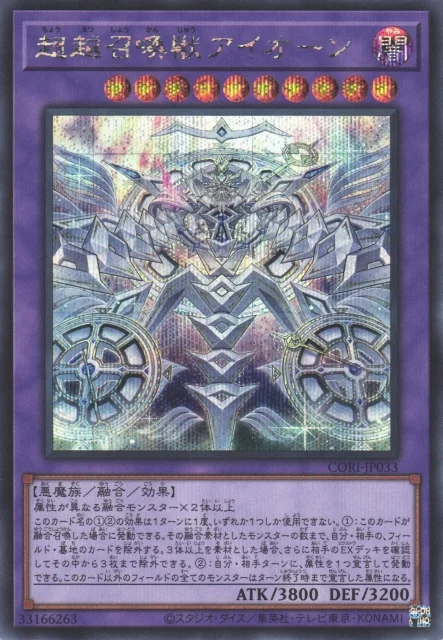 超越召喚獣アイオーン
闇
CORI-JP033
【悪魔族／融合／効果】
属性が異なる融合モンスター×2体以上
このカード名の①②の効果は1ターンに1度、いずれか1つしか使用できない。①：このカードが
融合召喚した場合に発動できる。その融合素材としたモンスターの数まで、自分・相手の、フィー
ルド・墓地のカードを除外する。3体以上を素材とした場合、さらに相手のEXデッキを確認
してその中から3枚まで除外できる。②：自分・相手ターンに、属性を1つ宣言して発動
できる。このカード以外のフィールドの全てのモンスターはターン終了時まで宣言した属性になる。
ATK/3800 DEF/3200
33166263
©スタジオ・ダイス／集英社・テレビ東京・KONAMI